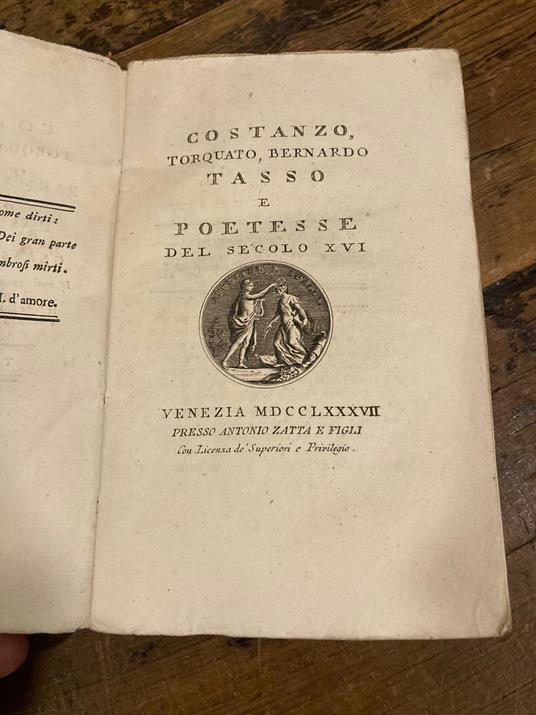 ome dirti:
Dei gran parte
mbrosi mirti.
d'amore.
COSTANZO,
TORQUATO, BERNARDO
TASSO
E
POETESSE
DEL SECOLO XVI
VENEZIA MDCCLXXXVII
PRESSO ANTONIO ZATTA E FIGLI
Con Licenza de' Superiori e Privilegio.